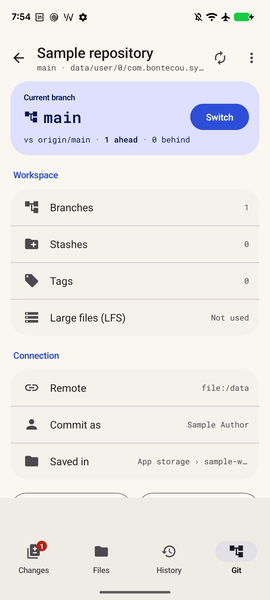 7:54
Sample repository
main · data/user/0/com.bontecou.sy…
Current branch
main
Switch
vs origin/main · 1 ahead · 0 behind
Workspace
Branches 1
Stashes 0
Tags 0
Large files (LFS) Not used
Connection
Remote file:/data
Commit as Sample Author
Saved in App storage › sample-w…
1
Changes Files History Git